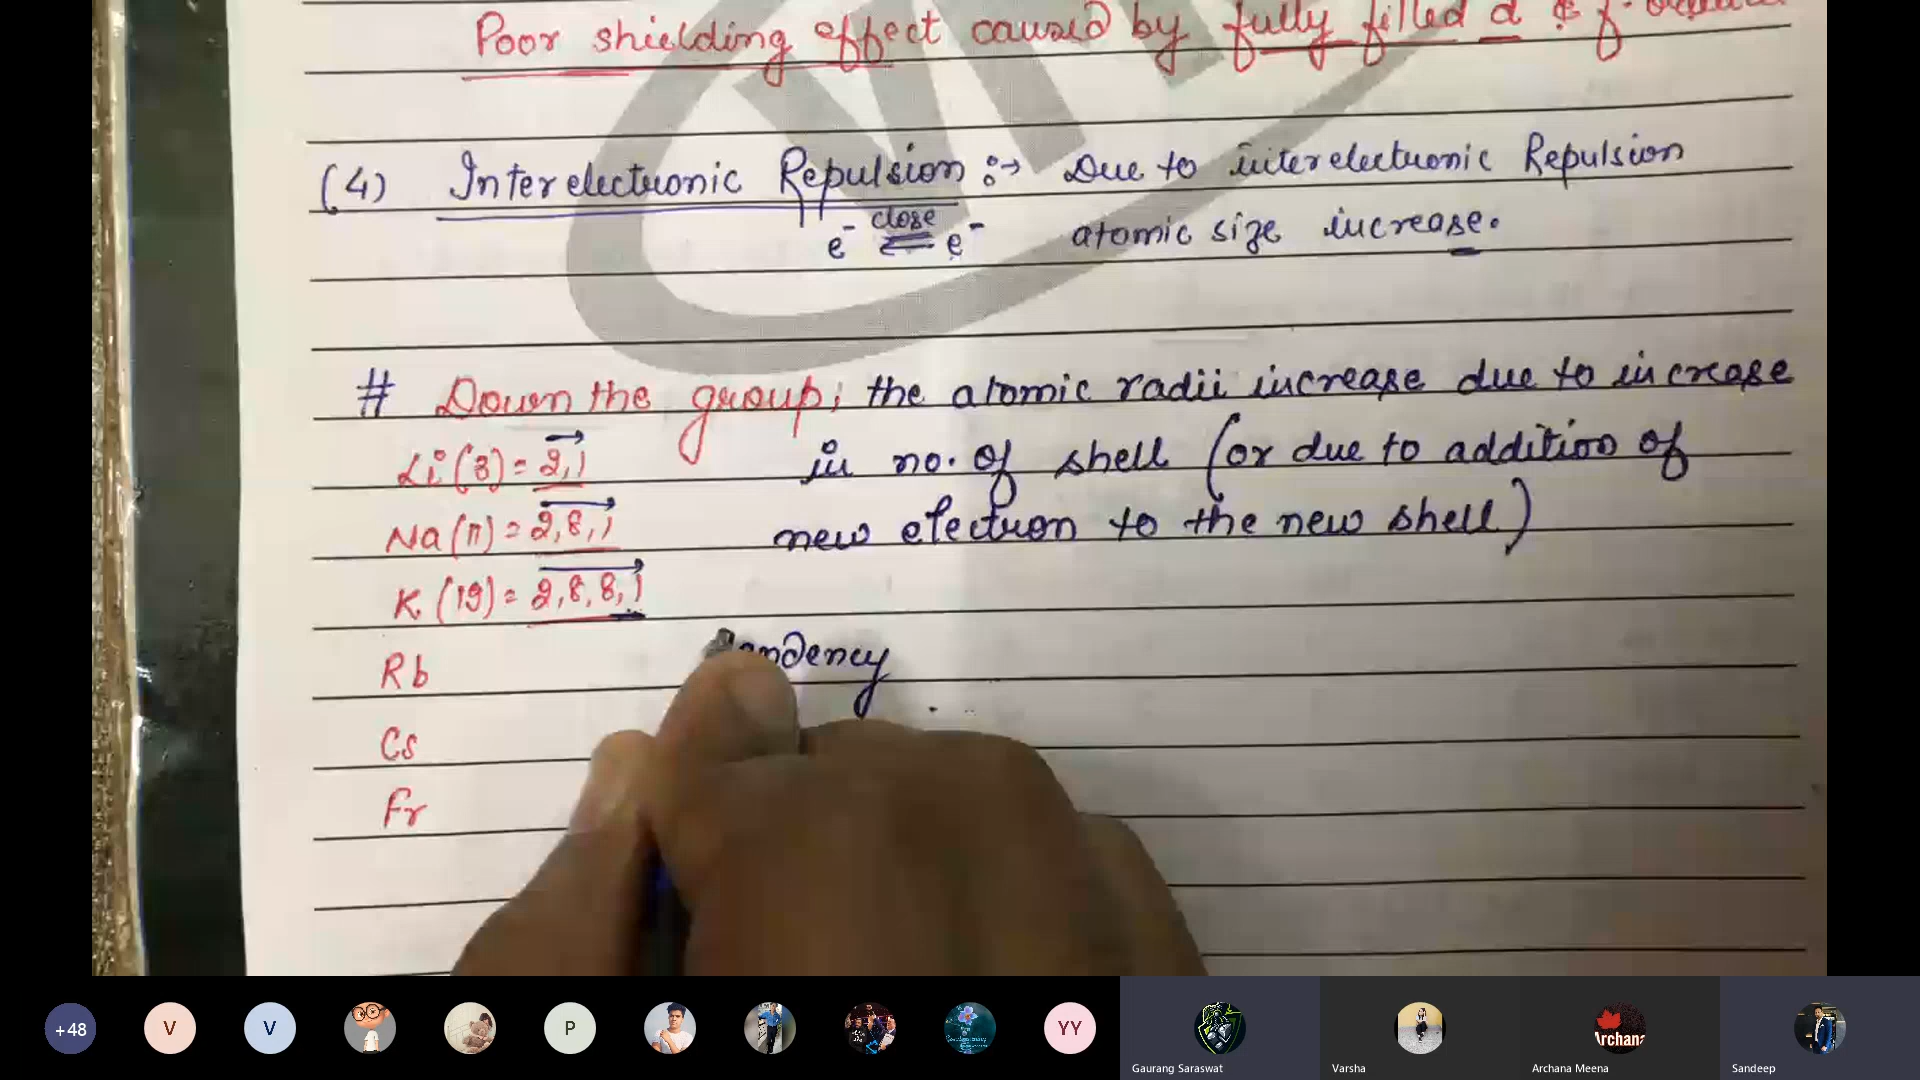 Poor shielding effect caused by fully filled d & f-
(4) Interelectronic Repulsion :→ Due to interelectronic Repulsion
e⁻ close e⁻ atomic size increase.
# Down the group; the atomic radii increase due to increase
Li(3) = 2,1 in no. of shell (or due to addition of
Na(11) = 2,8,1 new electron to the new shell)
K(19) = 2,8,8,1
Rb
Cs
Fr
+48
V
V
P
YY
Gaurang Saraswat
Varsha
Archana
Archana Meena
Sandeep